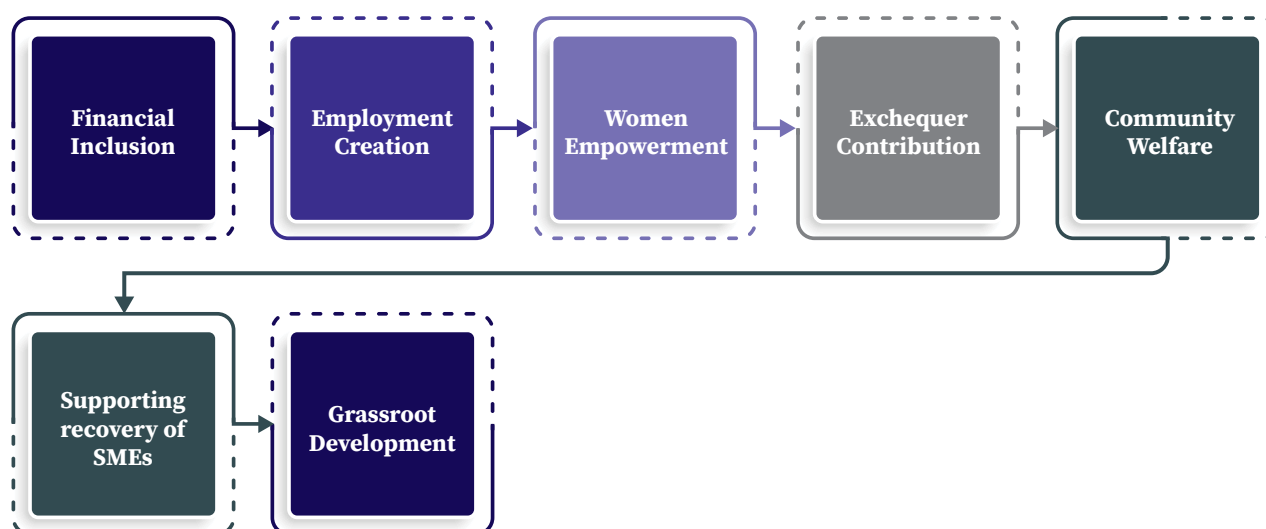 Financial
Inclusion
Employment
Creation
Women
Empowerment
Exchequer
Contribution
Community
Welfare
Supporting
recovery of
SMEs
Grassroot
Development